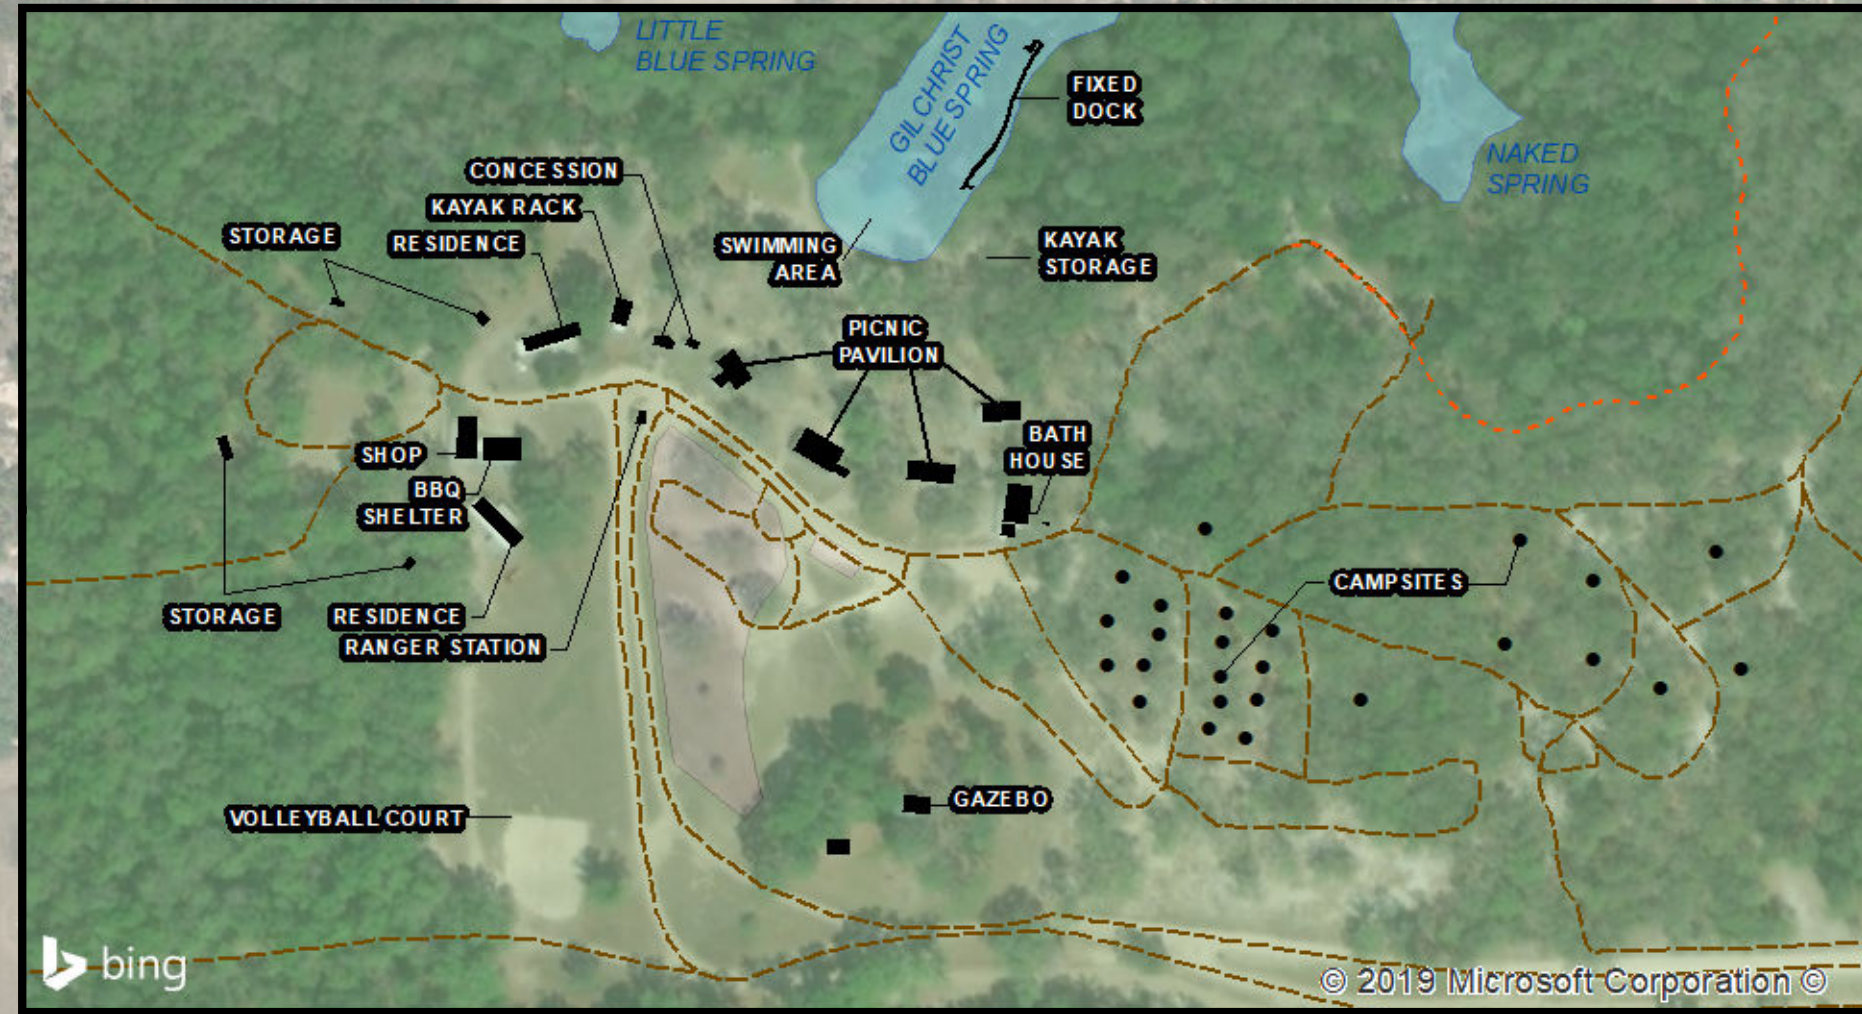 LITTLE
BLUE SPRING
GILCHRIST
BLUE SPRING
FIXED
DOCK
NAKED
SPRING
CONCESSION
KAYAK RACK
STORAGE
RESIDENCE
SWIMMING
AREA
KAYAK
STORAGE
PICNIC
PAVILION
BATH
HOUSE
SHOP
BBQ
SHELTER
CAMPSITES
STORAGE
RESIDENCE
RANGER STATION
VOLLEYBALL COURT
GAZEBO
bing
© 2019 Microsoft Corporation ©